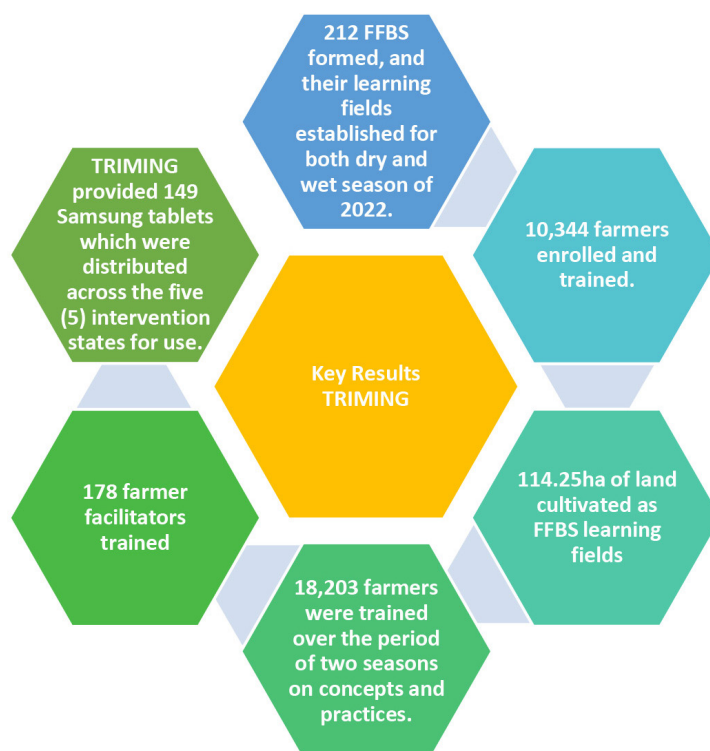 212 FFBS
formed, and
their learning
fields
established for
both dry and
wet season of
2022.
10,344 farmers
enrolled and
trained.
114.25ha of land
cultivated as
FFBS learning
fields
18,203 farmers
were trained
over the period
of two seasons
on concepts and
practices.
178 farmer
facilitators
trained
TRIMING
provided 149
Samsung tablets
which were
distributed
across the five
(5) intervention
states for use.
Key Results
TRIMING